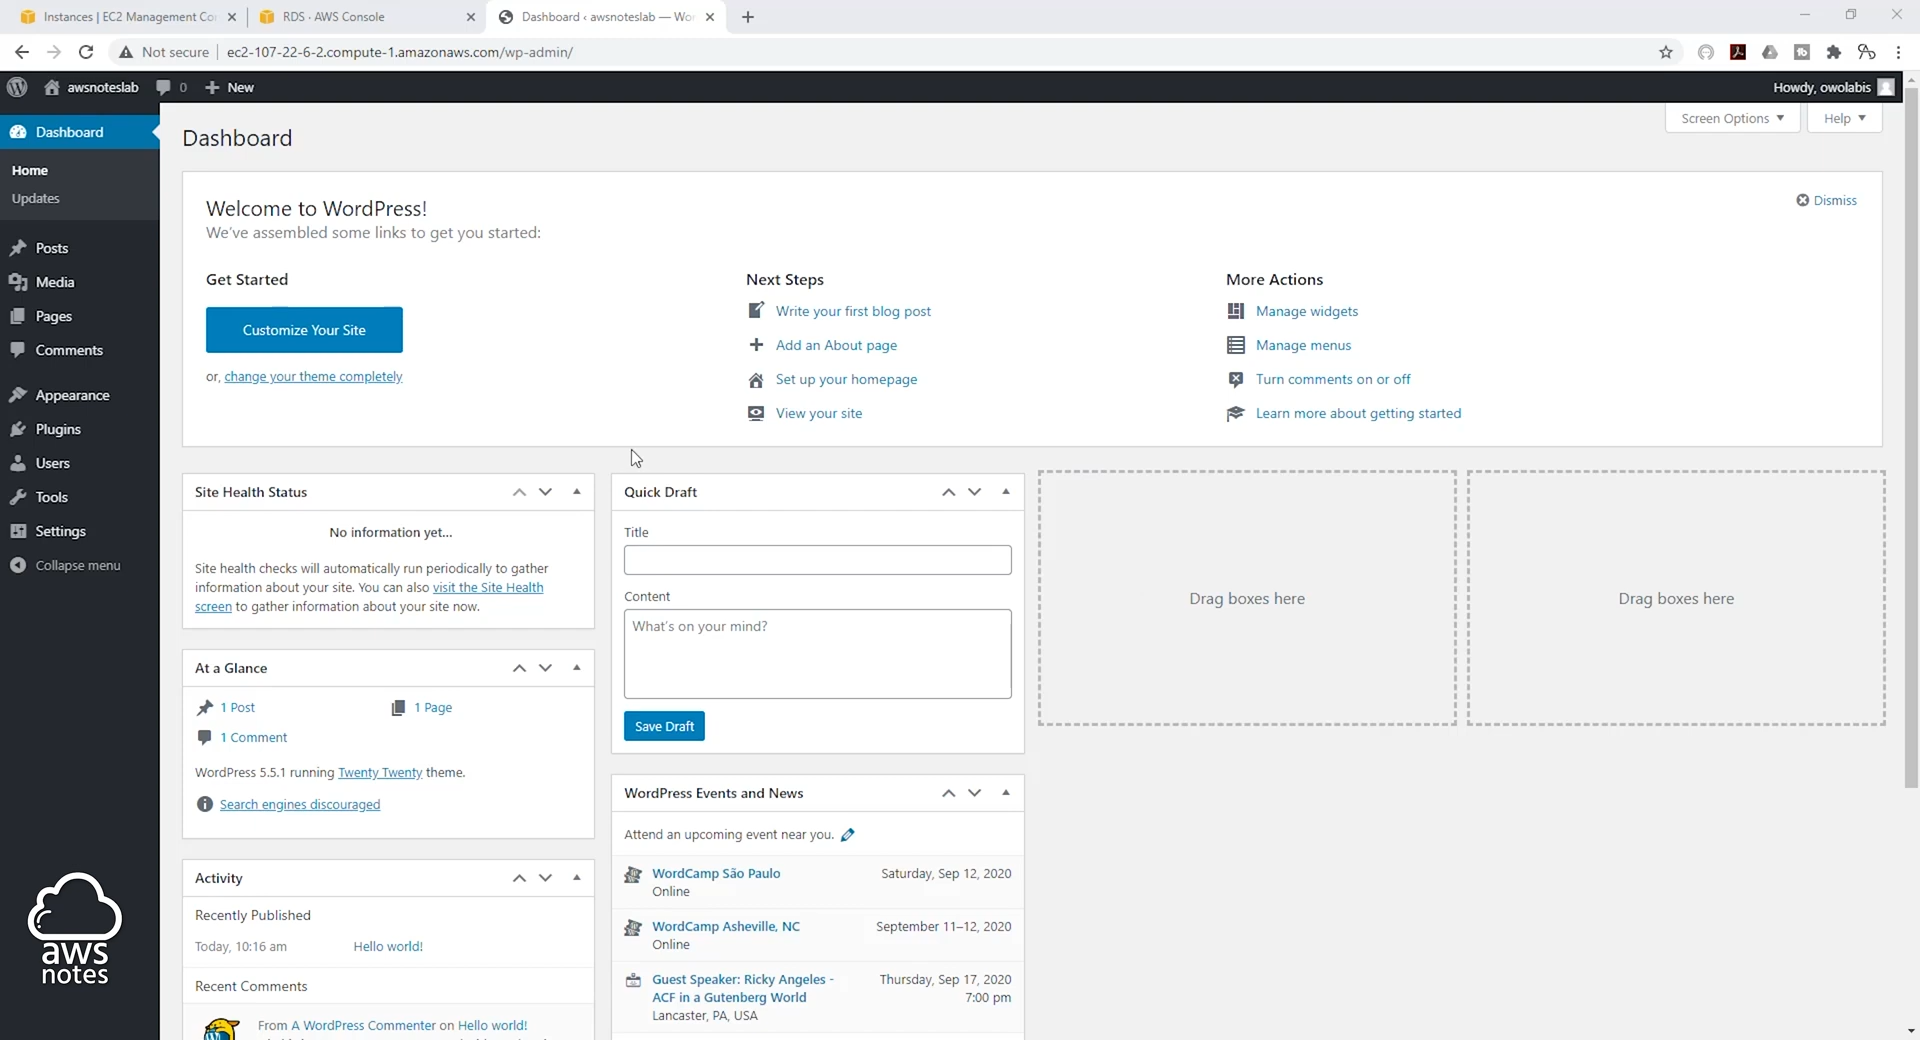 Instances | EC2 Management Co
RDS · AWS Console
Dashboard ‹ awsnoteslab — Wo
Not secure
ec2-107-22-6-2.compute-1.amazonaws.com/wp-admin/
awsnoteslab
0
New
Howdy, owolabis
Dashboard
Home
Updates
Posts
Media
Pages
Comments
Appearance
Plugins
Users
Tools
Settings
Collapse menu
aws
notes
Dashboard
Screen Options
Help
Welcome to WordPress!
We've assembled some links to get you started:
Dismiss
Get Started
Customize Your Site
or, change your theme completely
Next Steps
Write your first blog post
Add an About page
Set up your homepage
View your site
More Actions
Manage widgets
Manage menus
Turn comments on or off
Learn more about getting started
Site Health Status
No information yet...
Site health checks will automatically run periodically to gather
information about your site. You can also visit the Site Health
screen to gather information about your site now.
At a Glance
1 Post
1 Page
1 Comment
WordPress 5.5.1 running Twenty Twenty theme.
Search engines discouraged
Activity
Recently Published
Today, 10:16 am
Hello world!
Recent Comments
From A WordPress Commenter on Hello world!
Quick Draft
Title
Content
What's on your mind?
Save Draft
WordPress Events and News
Attend an upcoming event near you.
WordCamp São Paulo
Saturday, Sep 12, 2020
Online
WordCamp Asheville, NC
September 11–12, 2020
Online
Guest Speaker: Ricky Angeles -
Thursday, Sep 17, 2020
ACF in a Gutenberg World
7:00 pm
Lancaster, PA, USA
Drag boxes here
Drag boxes here